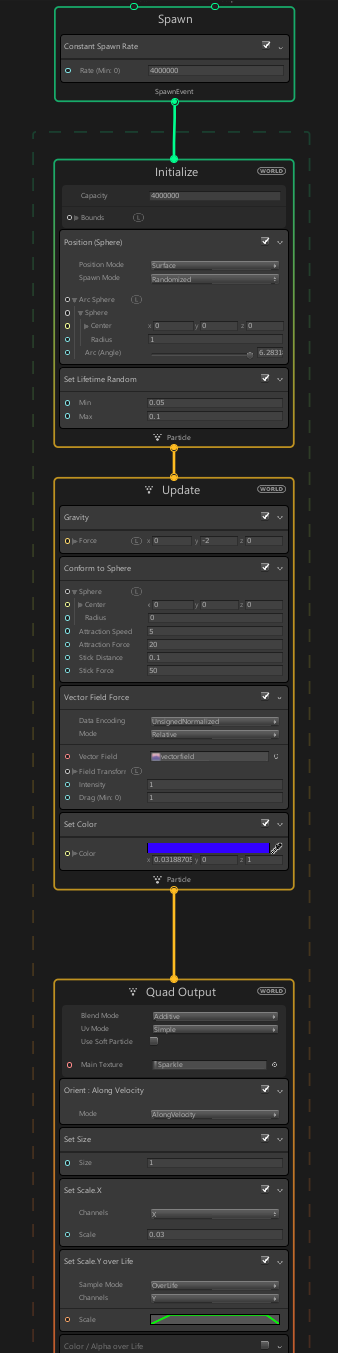 Spawn
Constant Spawn Rate
Rate (Min: 0) 4000000
SpawnEvent
Initialize WORLD
Capacity 4000000
Bounds L
Position (Sphere)
Position Mode Surface
Spawn Mode Randomized
Arc Sphere L
Sphere
Center x 0 y 0 z 0
Radius 1
Arc (Angle) 6.2831
Set Lifetime Random
Min 0.05
Max 0.1
Particle
Update WORLD
Gravity
Force L x 0 y -2 z 0
Conform to Sphere
Sphere L
Center x 0 y 0 z 0
Radius 0
Attraction Speed 5
Attraction Force 20
Stick Distance 0.1
Stick Force 50
Vector Field Force
Data Encoding UnsignedNormalized
Mode Relative
Vector Field vectorfield
Field Transforn L
Intensity 1
Drag (Min: 0) 1
Set Color
Color
x 0.0318870 y 0 z 1
Particle
Quad Output WORLD
Blend Mode Additive
Uv Mode Simple
Use Soft Particle
Main Texture Sparkle
Orient : Along Velocity
Mode AlongVelocity
Set Size
Size 1
Set Scale.X
Channels X
Scale 0.03
Set Scale.Y over Life
Sample Mode OverLife
Channels Y
Scale
Color / Alpha over Life